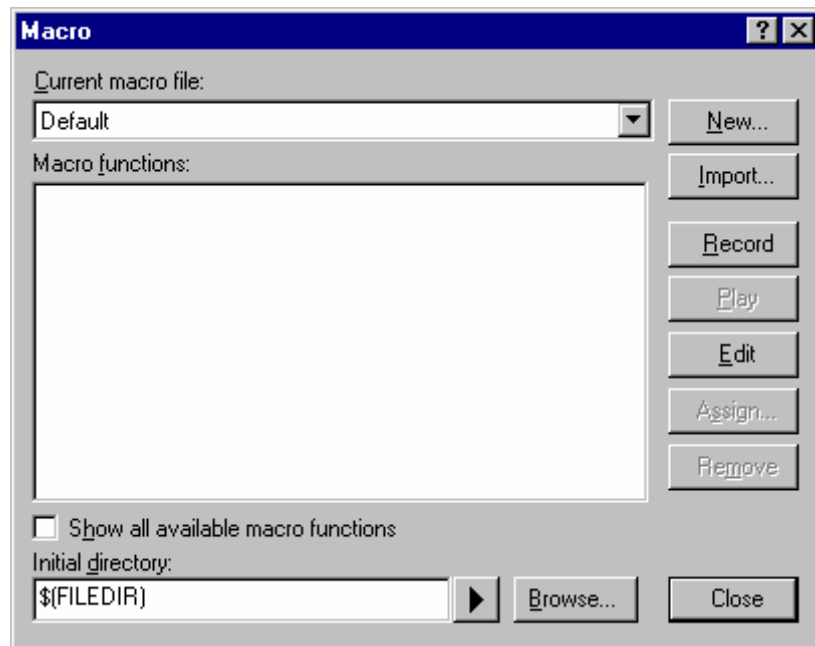 Macro
Current macro file:
Default
New...
Macro functions:
Import...
Record
Play
Edit
Assign...
Remove
Show all available macro functions
Initial directory:
$(FILEDIR)
Browse...
Close